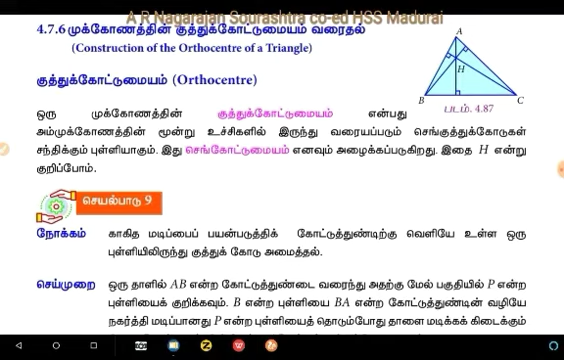 A R Nagarajan Sourashtra co-ed HSS Madurai
4.7.6 முக்கோணத்தின் குத்துக்கோட்டுமையம் வரைதல்
(Construction of the Orthocentre of a Triangle)
A
H
B
C
படம். 4.87
குத்துக்கோட்டுமையம் (Orthocentre)
ஒரு முக்கோணத்தின் குத்துக்கோட்டுமையம் என்பது
அம்முக்கோணத்தின் மூன்று உச்சிகளில் இருந்து வரையப்படும் செங்குத்துக்கோடுகள்
சந்திக்கும் புள்ளியாகும். இது செங்கோட்டுமையம் எனவும் அழைக்கப்படுகிறது. இதை H என்று
குறிப்போம்.
செயல்பாடு 9
நோக்கம் காகித மடிப்பைப் பயன்படுத்திக் கோட்டுத்துண்டிற்கு வெளியே உள்ள ஒரு
புள்ளியிலிருந்து குத்துக் கோடு அமைத்தல்.
செய்முறை ஒரு தாளில் AB என்ற கோட்டுத்துண்டை வரைந்து அதற்கு மேல் பகுதியில் P என்ற
புள்ளியைக் குறிக்கவும். B என்ற புள்ளியை BA என்ற கோட்டுத்துண்டின் வழியே
நகர்த்தி மடிப்பானது P என்ற புள்ளியைத் தொடும்போது தாளை மடிக்கக் கிடைக்கும்